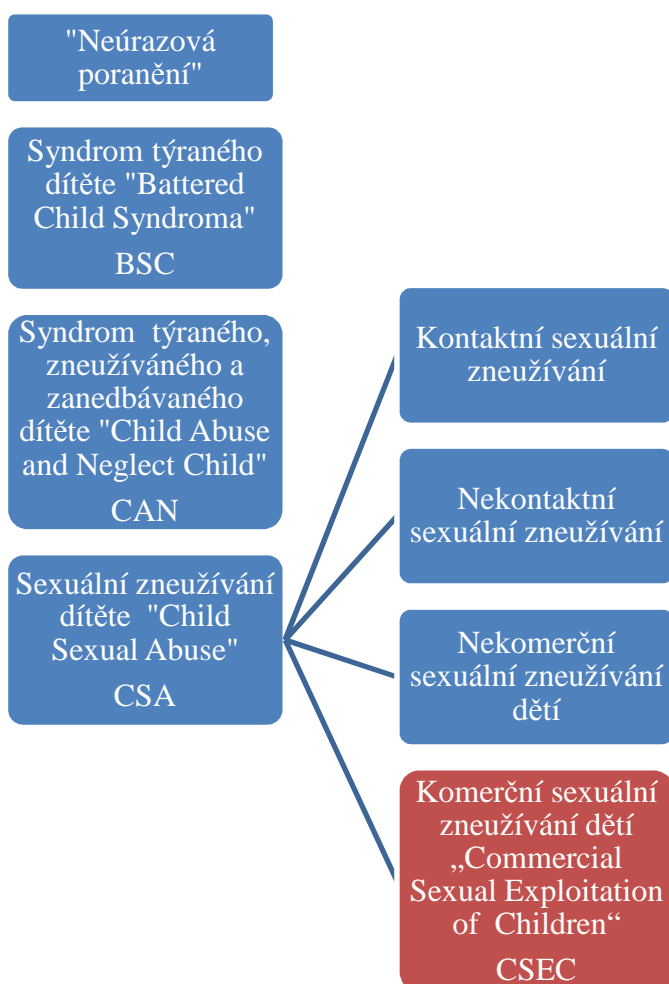 "Neúrazová
poranění"
Syndrom týraného
dítěte "Battered
Child Syndroma"
BSC
Syndrom týraného,
zneužíváného a
zanedbávaného
dítěte "Child Abuse
and Neglect Child"
CAN
Sexuální zneužívání
dítěte "Child
Sexual Abuse"
CSA
Kontaktní sexuální
zneužívání
Nekontaktní
sexuální zneužívání
Nekomerční
sexuální zneužívání
dětí
Komerční sexuální
zneužívání dětí
„Commercial
Sexual Exploitation
of Children“
CSEC